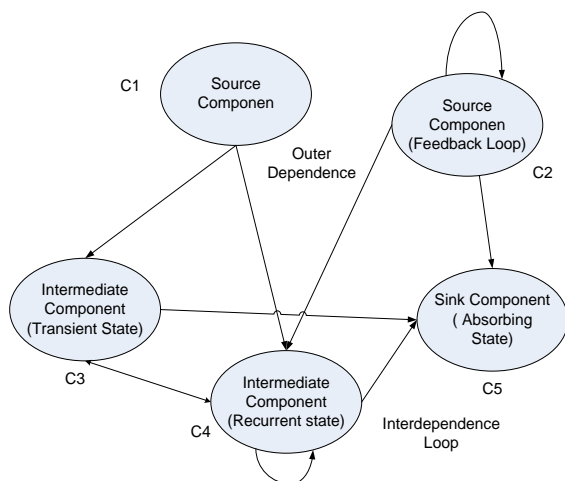 C1
Source
Componen
Source
Componen
(Feedback Loop)
C2
Outer
Dependence
Intermediate
Component
(Transient State)
C3
Sink Component
( Absorbing
State)
C5
Intermediate
Component
(Recurrent state)
C4
Interdependence
Loop